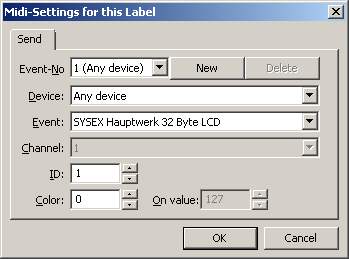 Midi-Settings for this Label
Send
Event-No 1 (Any device) New Delete
Device: Any device
Event: SYSEX Hauptwerk 32 Byte LCD
Channel: 1
ID: 1
Color: 0 On value: 127
OK Cancel